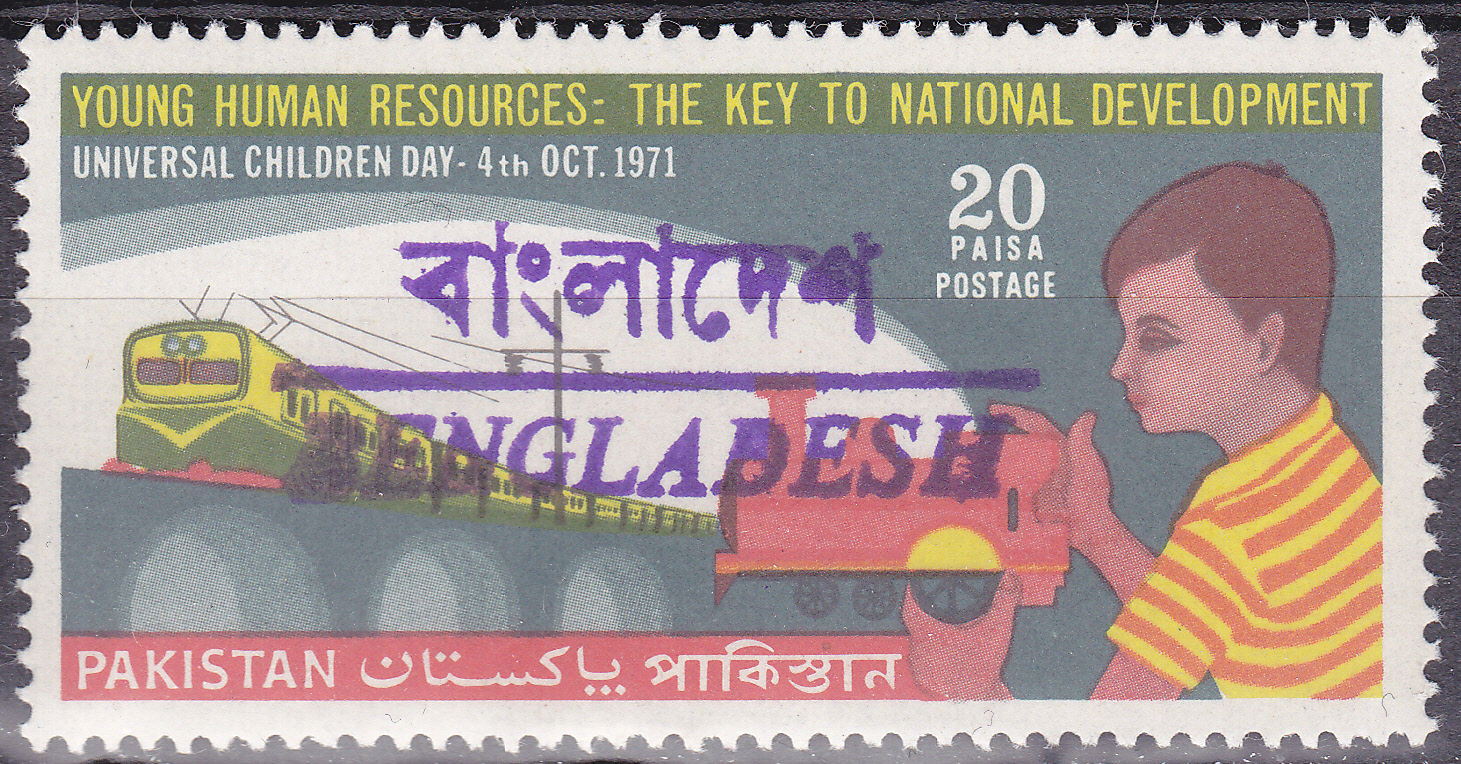 YOUNG HUMAN RESOURCES: THE KEY TO NATIONAL DEVELOPMENT
UNIVERSAL CHILDREN DAY - 4th OCT. 1971
20
PAISA
POSTAGE
বাংলাদেশ
BENGLADESH
PAKISTAN پاکستان পাকিস্তান